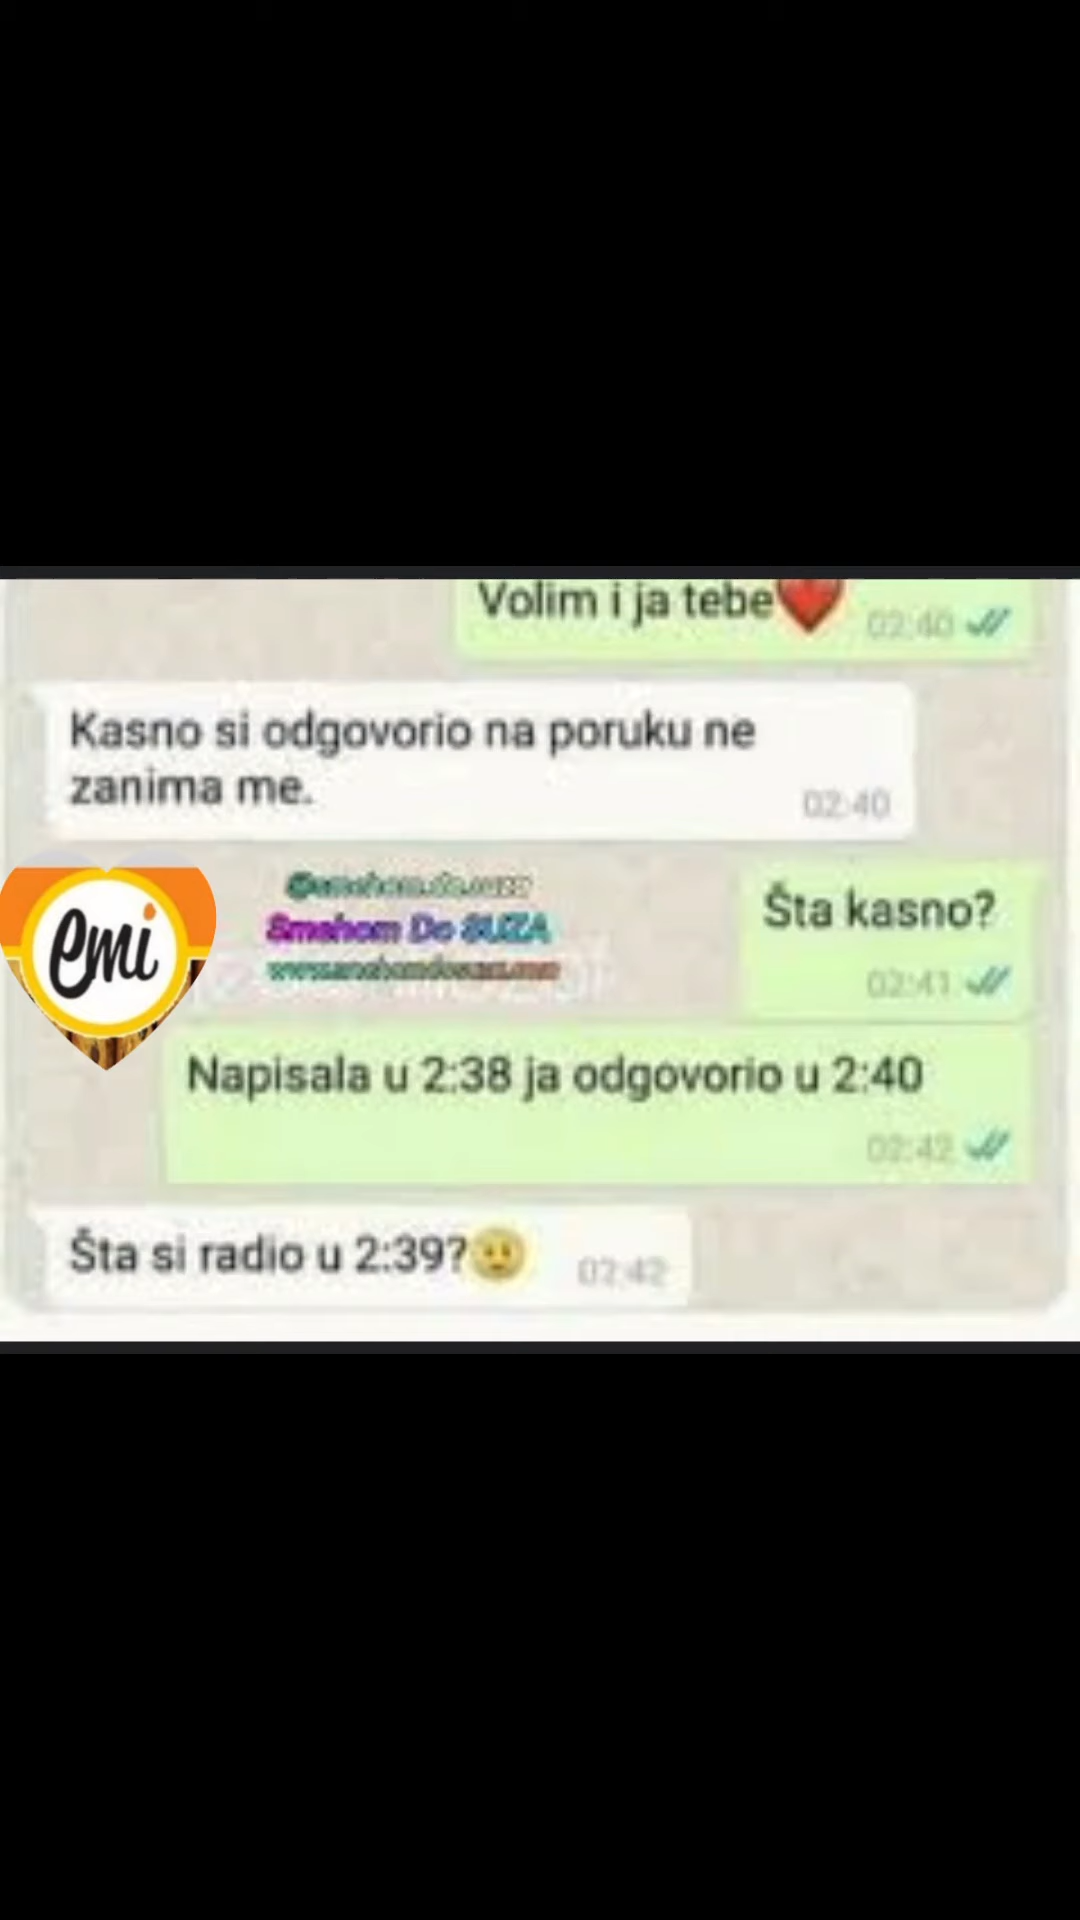 Volim i ja tebe❤️ 02:40
Kasno si odgovorio na poruku ne
zanima me. 02:40
emi
Smehom Do SUZA
Šta kasno?
02:41
Napisala u 2:38 ja odgovorio u 2:40
02:42
Šta si radio u 2:39? 02:42